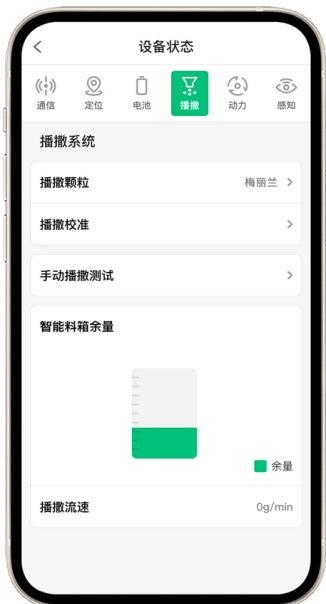 设备状态
通信 定位 电池 播撒 动力 感知
播撒系统
播撒颗粒 梅丽兰
播撒校准
手动播撒测试
智能料箱余量
余量
播撒流速 0g/min